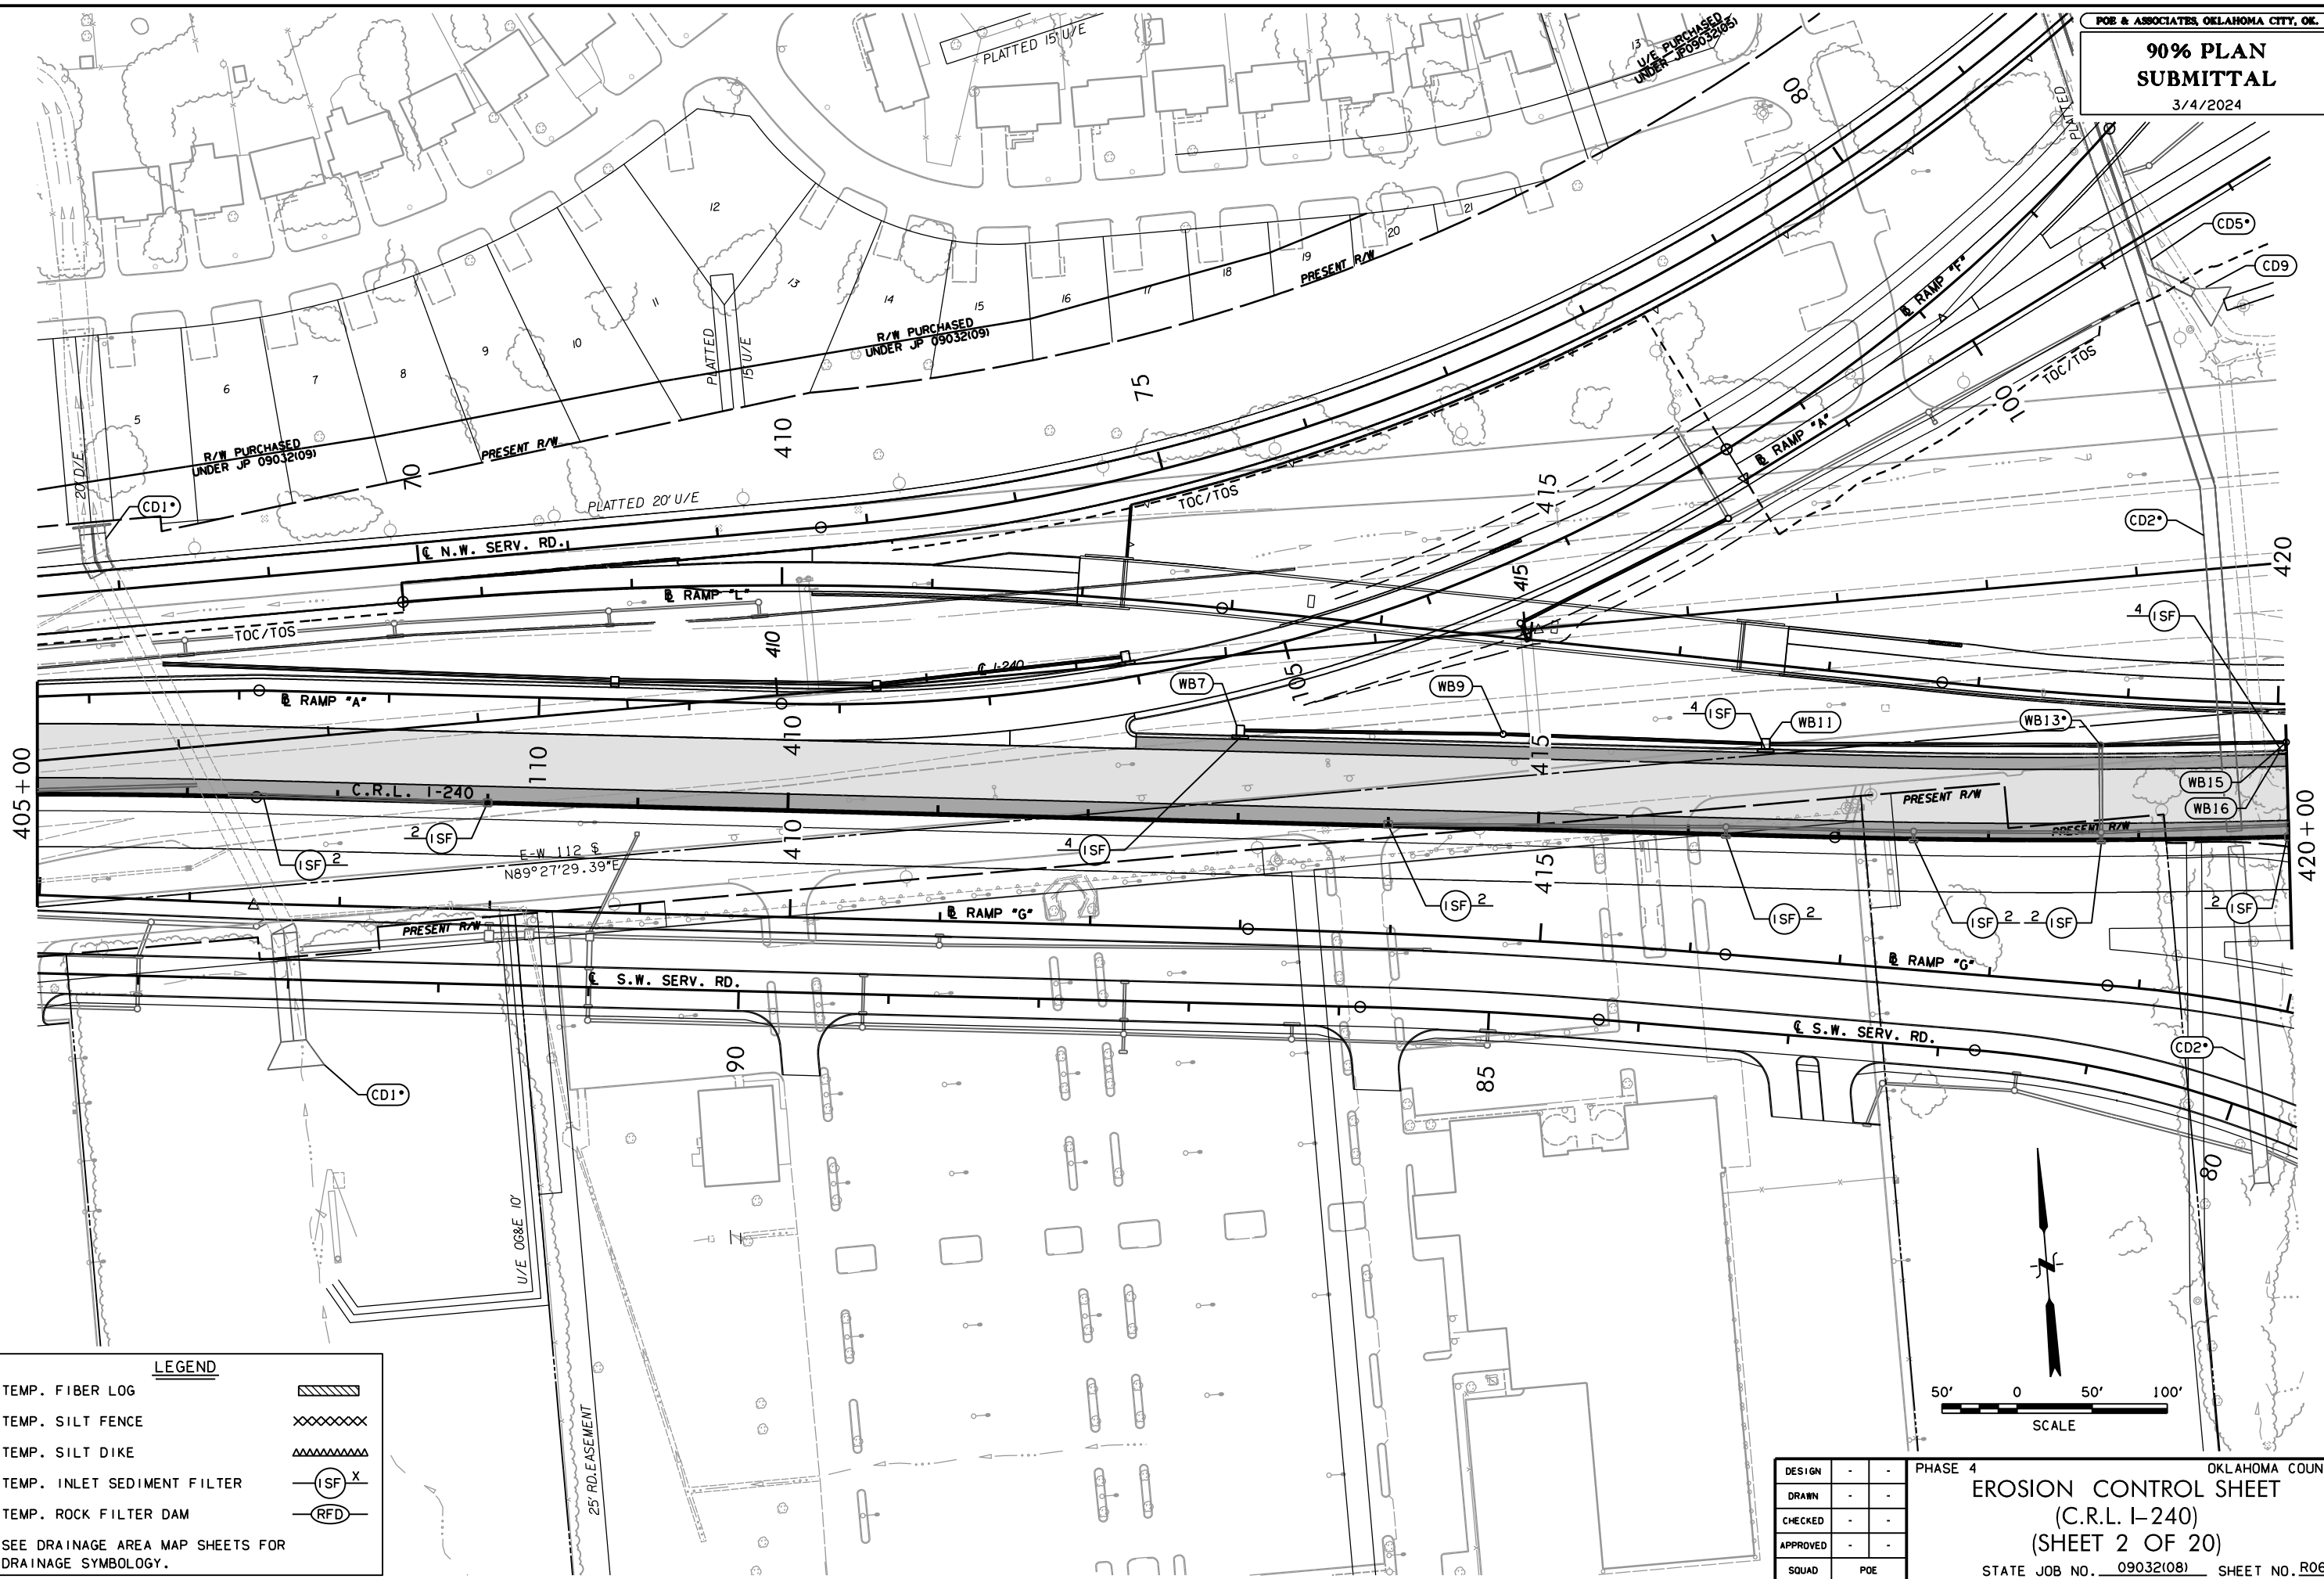 POE & ASSOCIATES, OKLAHOMA CITY, OK.
90% PLAN
SUBMITTAL
3/4/2024
PLATTED 15' U/E
13
U/E PURCHASED
UNDER JP09032(05)
80
PLATTED
12
21
20
19
18
17
16
15
14
13
11
10
9
8
7
6
5
PRESENT R/W
R/W PURCHASED
UNDER JP 09032(09)
PLATTED
15' U/E
CD5*
CD9
℄ RAMP "F"
TOC/TOS
100
75
410
R/W PURCHASED
UNDER JP 09032(09)
PRESENT R/W
70
20' D/E
CD1*
PLATTED 20' U/E
TOC/TOS
415
RAMP "A"
CD2*
420
℄ N.W. SERV. RD.
RAMP "L"
415
4 ISF
TOC/TOS
410
℄ I-240
RAMP "A"
WB7
105
WB9
4 ISF
WB11
WB13*
405+00
110
410
415
C.R.L. I-240
PRESENT R/W
WB15
WB16
PRESENT R/W
420+00
ISF 2
2 ISF
E-W 112 $
N89°27'29.39"E
410
4 ISF
415
ISF 2
ISF 2
ISF 2
2 ISF
2 ISF
PRESENT R/W
RAMP "G"
RAMP "G"
℄ S.W. SERV. RD.
℄ S.W. SERV. RD.
CD2*
90
85
80
CD1*
U/E OG&E 10'
25' RD.EASEMENT
N
50' 0 50' 100'
SCALE
LEGEND
TEMP. FIBER LOG
TEMP. SILT FENCE
TEMP. SILT DIKE
TEMP. INLET SEDIMENT FILTER ISF X
TEMP. ROCK FILTER DAM RFD
SEE DRAINAGE AREA MAP SHEETS FOR
DRAINAGE SYMBOLOGY.
DESIGN - -
DRAWN - -
CHECKED - -
APPROVED - -
SQUAD POE
PHASE 4 OKLAHOMA COUN
EROSION CONTROL SHEET
(C.R.L. I-240)
(SHEET 2 OF 20)
STATE JOB NO. 09032(08) SHEET NO. R06